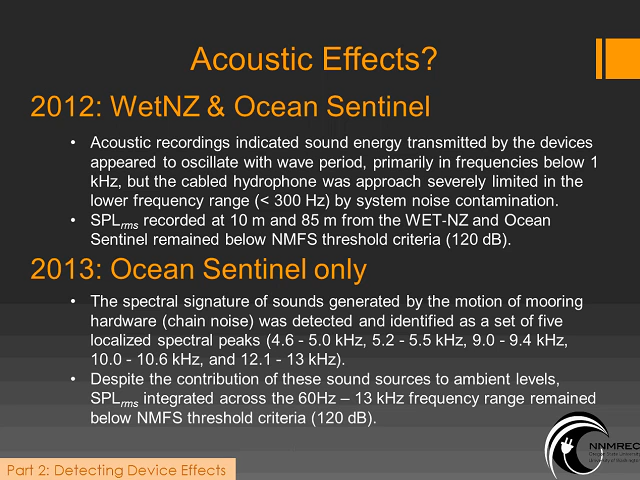 Acoustic Effects?
2012: WetNZ & Ocean Sentinel
• Acoustic recordings indicated sound energy transmitted by the devices
appeared to oscillate with wave period, primarily in frequencies below 1
kHz, but the cabled hydrophone was approach severely limited in the
lower frequency range (< 300 Hz) by system noise contamination.
• SPLrms recorded at 10 m and 85 m from the WET-NZ and Ocean
Sentinel remained below NMFS threshold criteria (120 dB).
2013: Ocean Sentinel only
• The spectral signature of sounds generated by the motion of mooring
hardware (chain noise) was detected and identified as a set of five
localized spectral peaks (4.6 - 5.0 kHz, 5.2 - 5.5 kHz, 9.0 - 9.4 kHz,
10.0 - 10.6 kHz, and 12.1 - 13 kHz).
• Despite the contribution of these sound sources to ambient levels,
SPLrms integrated across the 60Hz – 13 kHz frequency range remained
below NMFS threshold criteria (120 dB).
NNMREC
Oregon State University
University of Washington
Part 2: Detecting Device Effects